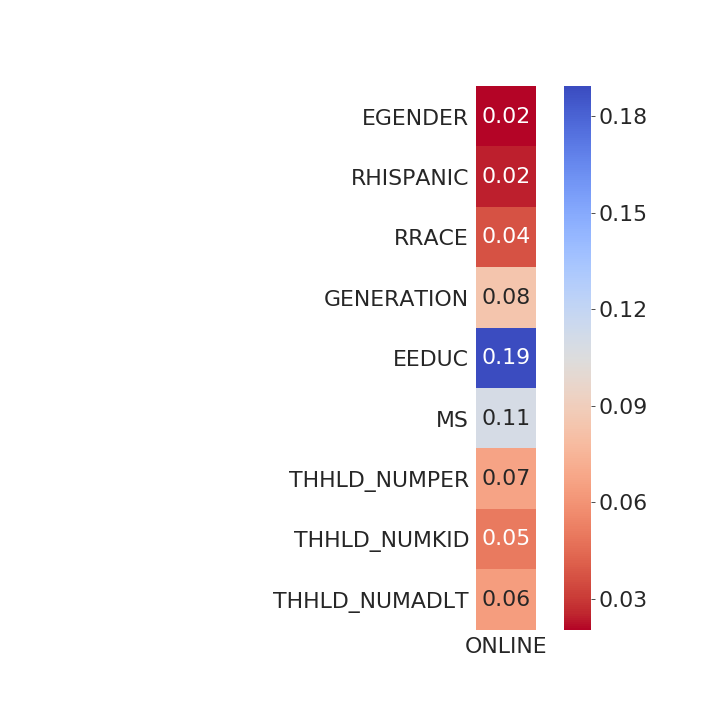 EGENDER 0.02
RHISPANIC 0.02
RRACE 0.04
GENERATION 0.08
EEDUC 0.19
MS 0.11
THHLD_NUMPER 0.07
THHLD_NUMKID 0.05
THHLD_NUMADLT 0.06
ONLINE
0.18
0.15
0.12
0.09
0.06
0.03